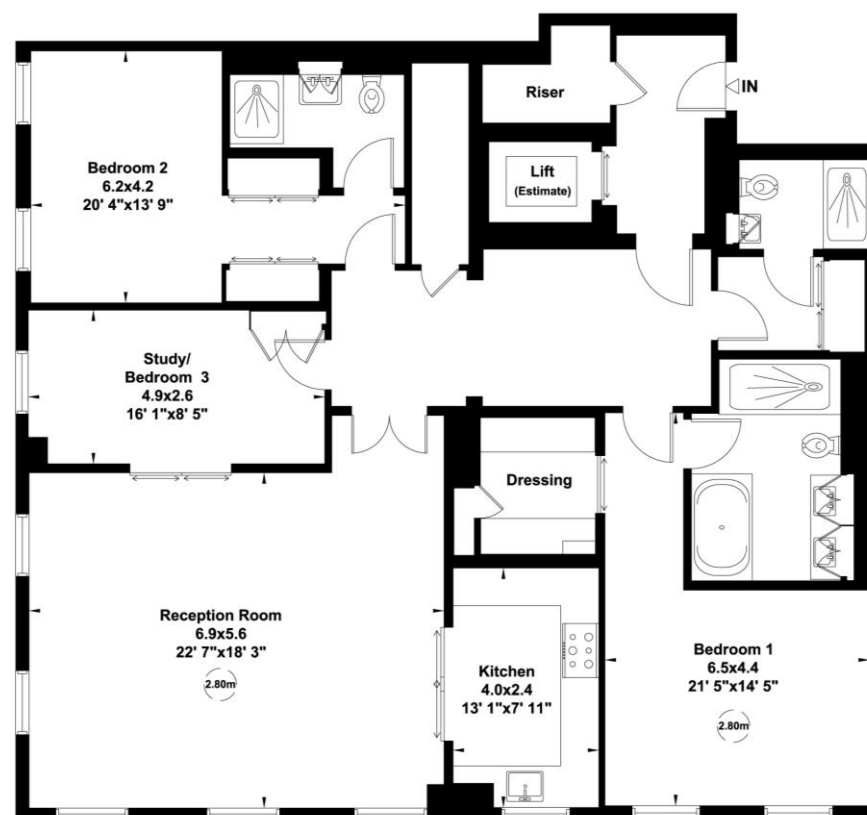 Riser
IN
Lift
(Estimate)
Bedroom 2
6.2x4.2
20' 4"x13' 9"
Study/
Bedroom 3
4.9x2.6
16' 1"x8' 5"
Dressing
Reception Room
6.9x5.6
22' 7"x18' 3"
2.80m
Kitchen
4.0x2.4
13' 1"x7' 11"
Bedroom 1
6.5x4.4
21' 5"x14' 5"
2.80m